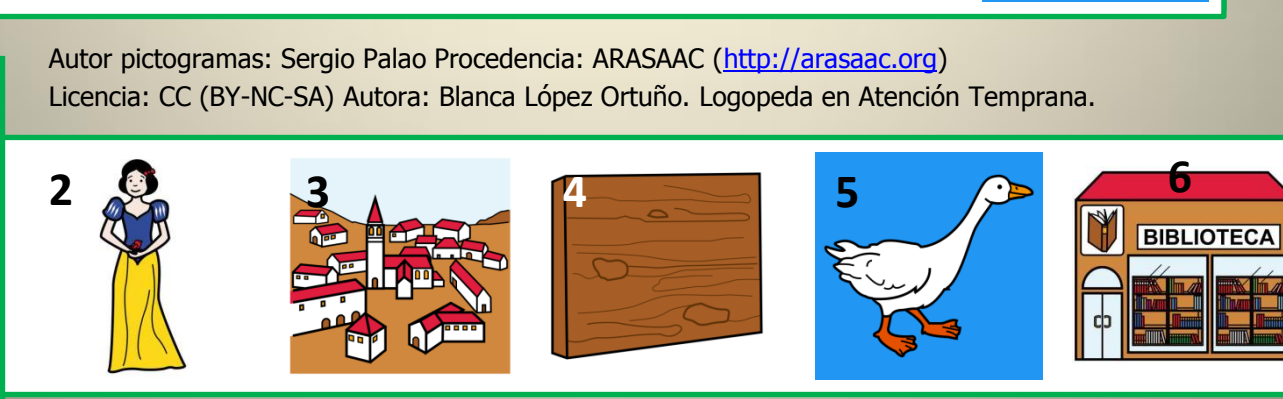 Autor pictogramas: Sergio Palao Procedencia: ARASAAC (http://arasaac.org)
Licencia: CC (BY-NC-SA) Autora: Blanca López Ortuño. Logopeda en Atención Temprana.
2 3 4 5 6
BIBLIOTECA